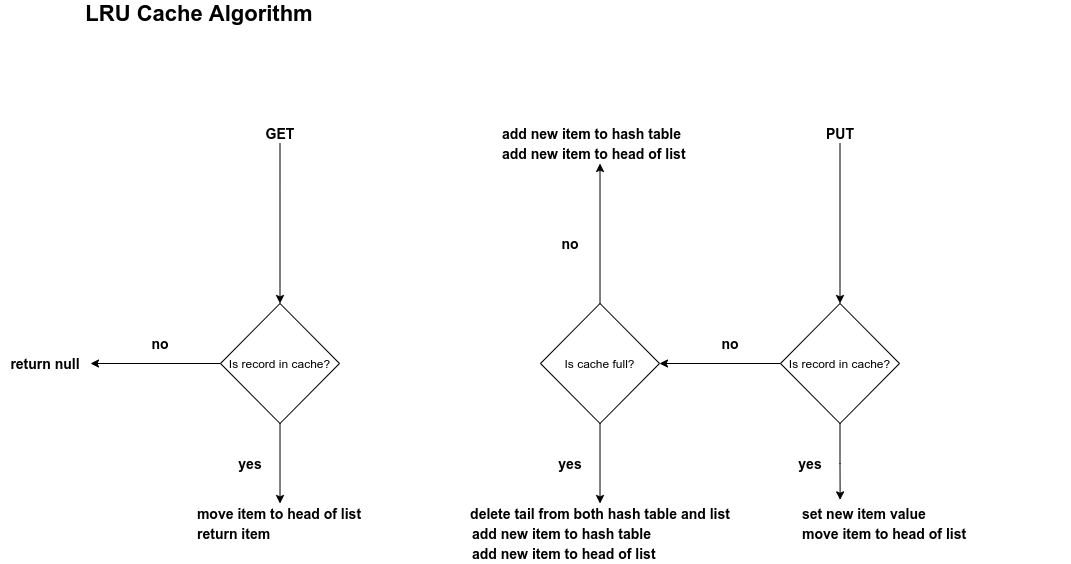 LRU Cache Algorithm
GET
add new item to hash table
add new item to head of list
PUT
no
no
no
return null
Is record in cache?
Is cache full?
Is record in cache?
yes
yes
yes
move item to head of list
return item
delete tail from both hash table and list
add new item to hash table
add new item to head of list
set new item value
move item to head of list